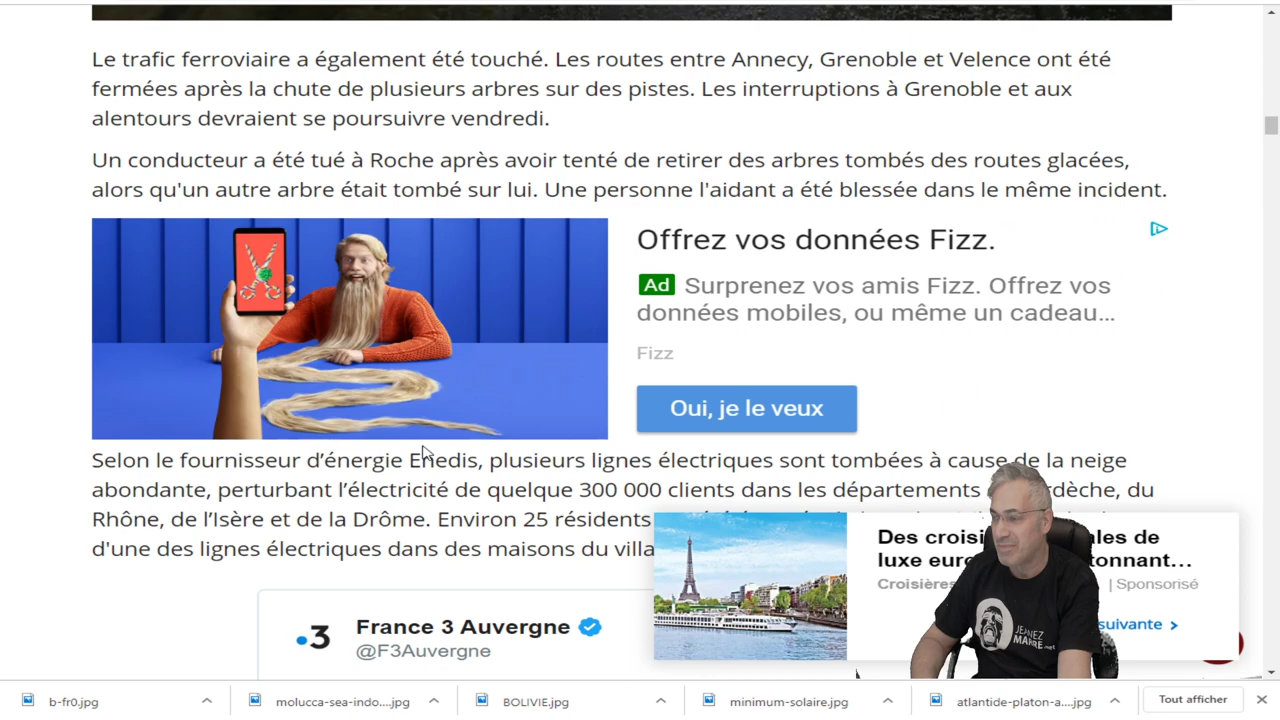 Le trafic ferroviaire a également été touché. Les routes entre Annecy, Grenoble et Velence ont été
fermées après la chute de plusieurs arbres sur des pistes. Les interruptions à Grenoble et aux
alentours devraient se poursuivre vendredi.
Un conducteur a été tué à Roche après avoir tenté de retirer des arbres tombés des routes glacées,
alors qu'un autre arbre était tombé sur lui. Une personne l'aidant a été blessée dans le même incident.
Offrez vos données Fizz.
Ad Surprenez vos amis Fizz. Offrez vos
données mobiles, ou même un cadeau...
Fizz
Oui, je le veux
Selon le fournisseur d’énergie Enedis, plusieurs lignes électriques sont tombées à cause de la neige
abondante, perturbant l’électricité de quelque 300 000 clients dans les départements rdèche, du
Rhône, de l’Isère et de la Drôme. Environ 25 résidents
d'une des lignes électriques dans des maisons du villa
Des croisi ales de
luxe euro tonnant...
Croisières | Sponsorisé
suivante >
JEANNEZ
MARRE.net
•3 France 3 Auvergne
@F3Auvergne
b-fr0.jpg molucca-sea-indo....jpg BOLIVIE.jpg minimum-solaire.jpg atlantide-platon-a....jpg Tout afficher